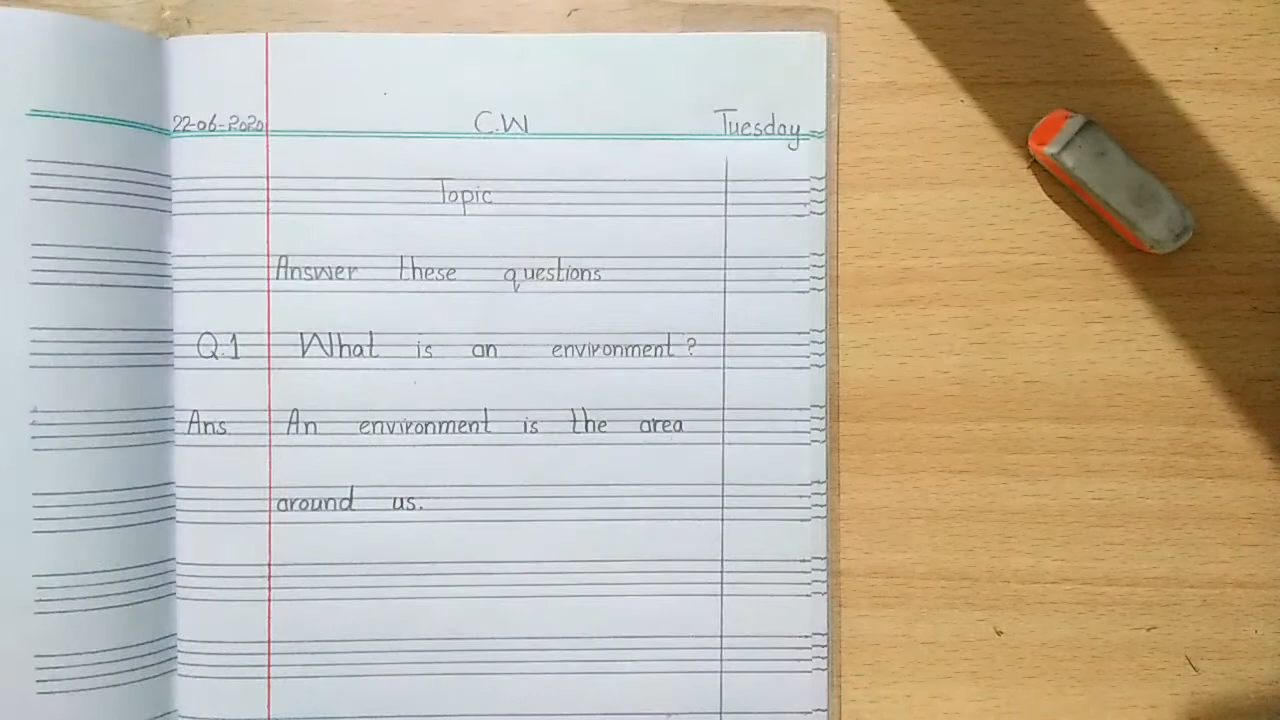 22-06-2020 C.W Tuesday
Topic
Answer these questions
Q.1 What is an environment?
Ans An environment is the area
around us.